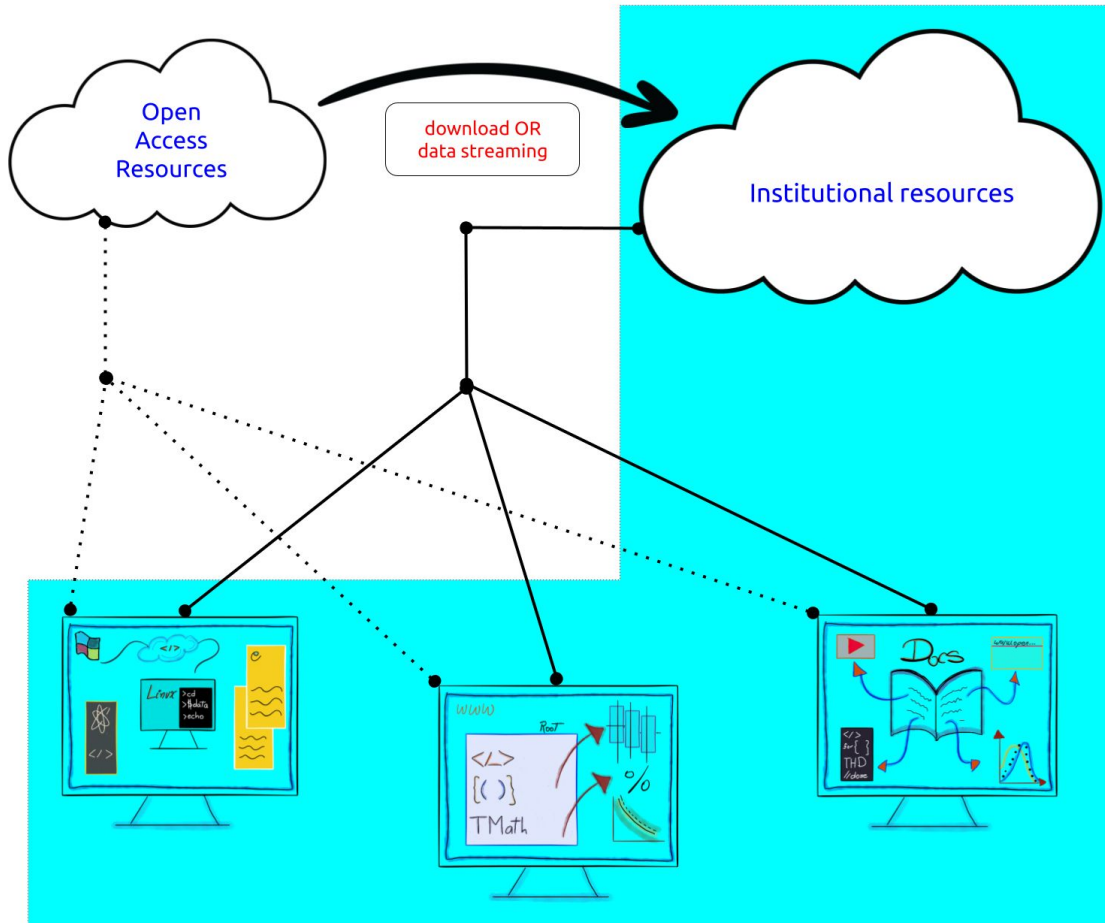 Open
Access
Resources
download OR
data streaming
Institutional resources
</>
Linux
>cd
>#data
>echo
</>
WWW
ROOT
</>
{()}
TMath
%
Docs
</>
for{ }
THD
//done